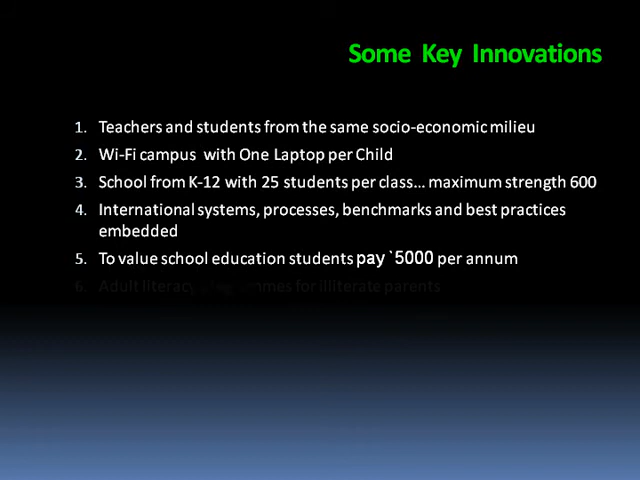 Some Key Innovations
1. Teachers and students from the same socio-economic milieu
2. Wi-Fi campus with One Laptop per Child
3. School from K-12 with 25 students per class... maximum strength 600
4. International systems, processes, benchmarks and best practices
embedded
5. To value school education students pay `5000 per annum
6. Adult literacy for illiterate parents